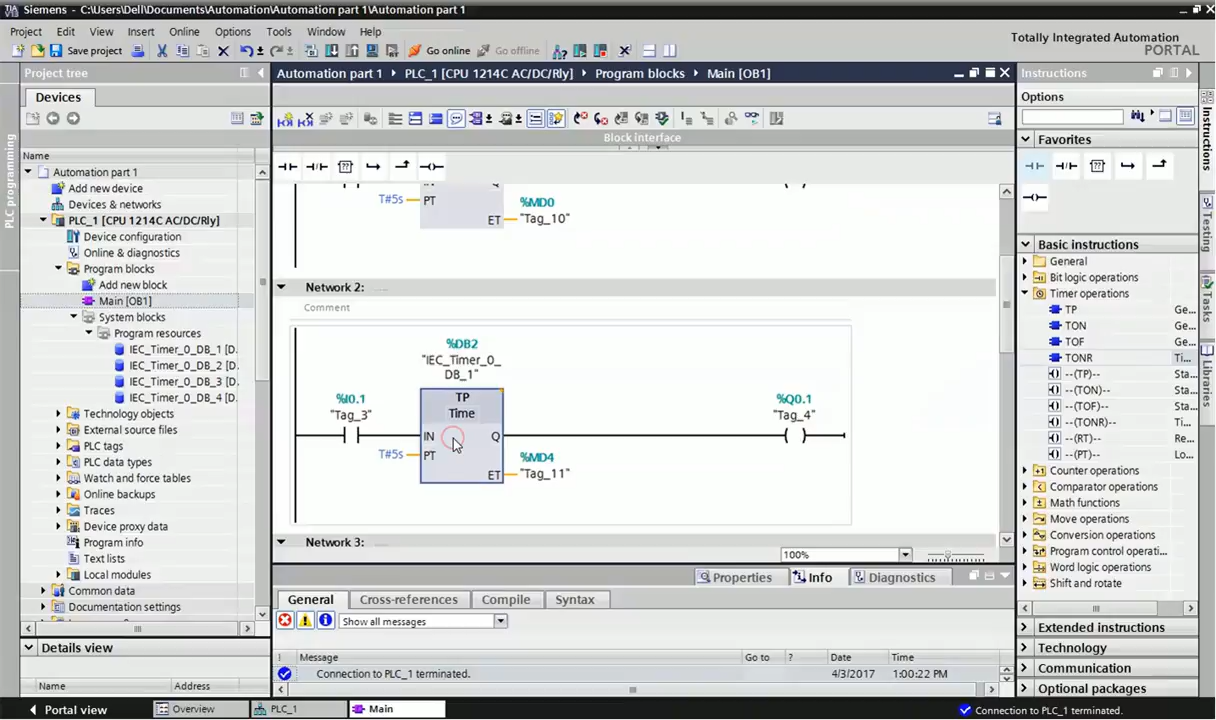 Siemens - C:\Users\Dell\Documents\Automation\Automation part 1\Automation part 1
Project Edit View Insert Online Options Tools Window Help
Totally Integrated Automation
PORTAL
Save project
Go online
Go offline
Project tree
Automation part 1 PLC_1 [CPU 1214C AC/DC/Rly] Program blocks Main [OB1]
Instructions
Devices
Options
Block interface
Name
Favorites
Automation part 1
Add new device
Devices & networks
PLC_1 [CPU 1214C AC/DC/Rly]
Device configuration
Online & diagnostics
Program blocks
Add new block
Main [OB1]
System blocks
Program resources
IEC_Timer_0_DB_1 [D.
IEC_Timer_0_DB_2 [D.
IEC_Timer_0_DB_3 [D.
IEC_Timer_0_DB_4 [D.
Technology objects
External source files
PLC tags
PLC data types
Watch and force tables
Online backups
Traces
Device proxy data
Program info
Text lists
Local modules
Common data
Documentation settings
Details view
Name Address
T#5s PT
%MD0
ET "Tag_10"
Network 2:
Comment
%DB2
"IEC_Timer_0_
DB_1"
TP
Time
%I0.1
"Tag_3"
%Q0.1
"Tag_4"
IN Q
T#5s PT
%MD4
ET "Tag_11"
Network 3:
100%
Properties Info Diagnostics
General Cross-references Compile Syntax
Show all messages
! Message Go to ? Date Time
Connection to PLC_1 terminated. 4/3/2017 1:00:22 PM
Basic instructions
General
Bit logic operations
Timer operations
TP Ge...
TON Ge...
TOF Ge...
TONR Ti...
--(TP)-- Sta...
--(TON)-- Sta...
--(TOF)-- Sta...
--(TONR)-- Sta...
--(RT)-- Re...
--(PT)-- Lo...
Counter operations
Comparator operations
Math functions
Move operations
Conversion operations
Program control operati...
Word logic operations
Shift and rotate
Extended instructions
Technology
Communication
Optional packages
PLC programming
Instructions
Testing
Tasks
Libraries
Portal view Overview PLC_1 Main
Connection to PLC_1 terminated.